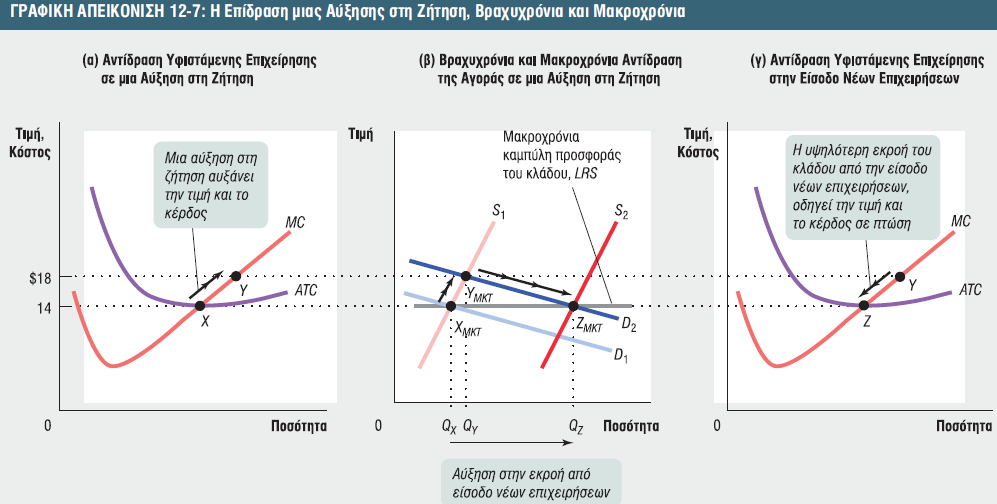 ΓΡΑΦΙΚΗ ΑΠΕΙΚΟΝΙΣΗ 12-7: Η Επίδραση μιας Αύξησης στη Ζήτηση, Βραχυχρόνια και Μακροχρόνια
(α) Αντίδραση Υφιστάμενης Επιχείρησης
σε μια Αύξηση στη Ζήτηση
Τιμή,
Κόστος
Μια αύξηση στη
ζήτηση αυξάνει
την τιμή και το
κέρδος
MC
$18
Y
ATC
14
X
0
Ποσότητα
(β) Βραχυχρόνια και Μακροχρόνια Αντίδραση
της Αγοράς σε μια Αύξηση στη Ζήτηση
Τιμή
Μακροχρόνια
καμπύλη προσφοράς
του κλάδου, LRS
S1
S2
YMKT
XMKT
ZMKT
D2
D1
0
QX QY
QZ
Ποσότητα
Αύξηση στην εκροή από
είσοδο νέων επιχειρήσεων
(γ) Αντίδραση Υφιστάμενης Επιχείρησης
στην Είσοδο Νέων Επιχειρήσεων
Τιμή,
Κόστος
Η υψηλότερη εκροή του
κλάδου από την είσοδο
νέων επιχειρήσεων,
οδηγεί την τιμή και
το κέρδος σε πτώση
MC
Y
ATC
Z
0
Ποσότητα